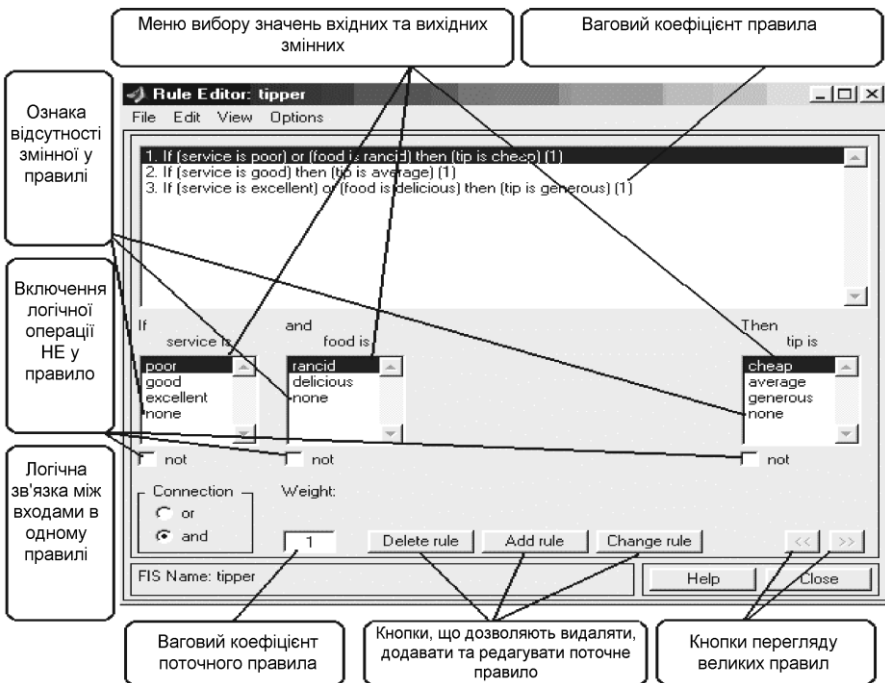 Меню вибору значень вхідних та вихідних
змінних
Ваговий коефіцієнт правила
Ознака
відсутності
змінної у
правилі
Rule Editor: tipper
File Edit View Options
1. If (service is poor) or (food is rancid) then (tip is cheap) (1)
2. If (service is good) then (tip is average) (1)
3. If (service is excellent) or (food is delicious) then (tip is generous) (1)
Включення
логічної
операції
НЕ у
правило
If
service is
poor
good
excellent
none
not
and
food is
rancid
delicious
none
not
Then
tip is
cheap
average
generous
none
not
Логічна
зв'язка між
входами в
одному
правилі
Connection
or
and
Weight:
1
Delete rule
Add rule
Change rule
<<
>>
FIS Name: tipper
Help
Close
Ваговий коефіцієнт
поточного правила
Кнопки, що дозволяють видаляти,
додавати та редагувати поточне
правило
Кнопки перегляду
великих правил